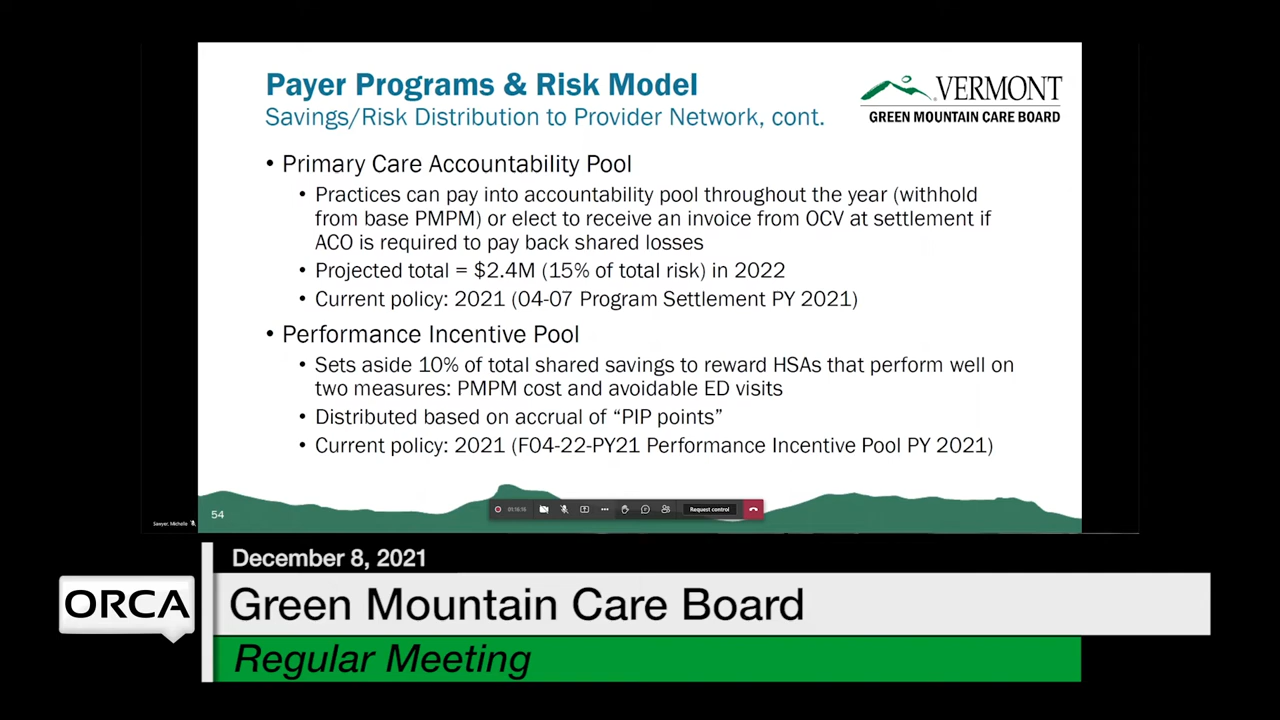 Payer Programs & Risk Model
Savings/Risk Distribution to Provider Network, cont.
VERMONT
GREEN MOUNTAIN CARE BOARD
• Primary Care Accountability Pool
• Practices can pay into accountability pool throughout the year (withhold
from base PMPM) or elect to receive an invoice from OCV at settlement if
ACO is required to pay back shared losses
• Projected total = $2.4M (15% of total risk) in 2022
• Current policy: 2021 (04-07 Program Settlement PY 2021)
• Performance Incentive Pool
• Sets aside 10% of total shared savings to reward HSAs that perform well on
two measures: PMPM cost and avoidable ED visits
• Distributed based on accrual of “PIP points”
• Current policy: 2021 (F04-22-PY21 Performance Incentive Pool PY 2021)
54
01:16:16
Request control
Sawyer, Michelle
December 8, 2021
ORCA
Green Mountain Care Board
Regular Meeting